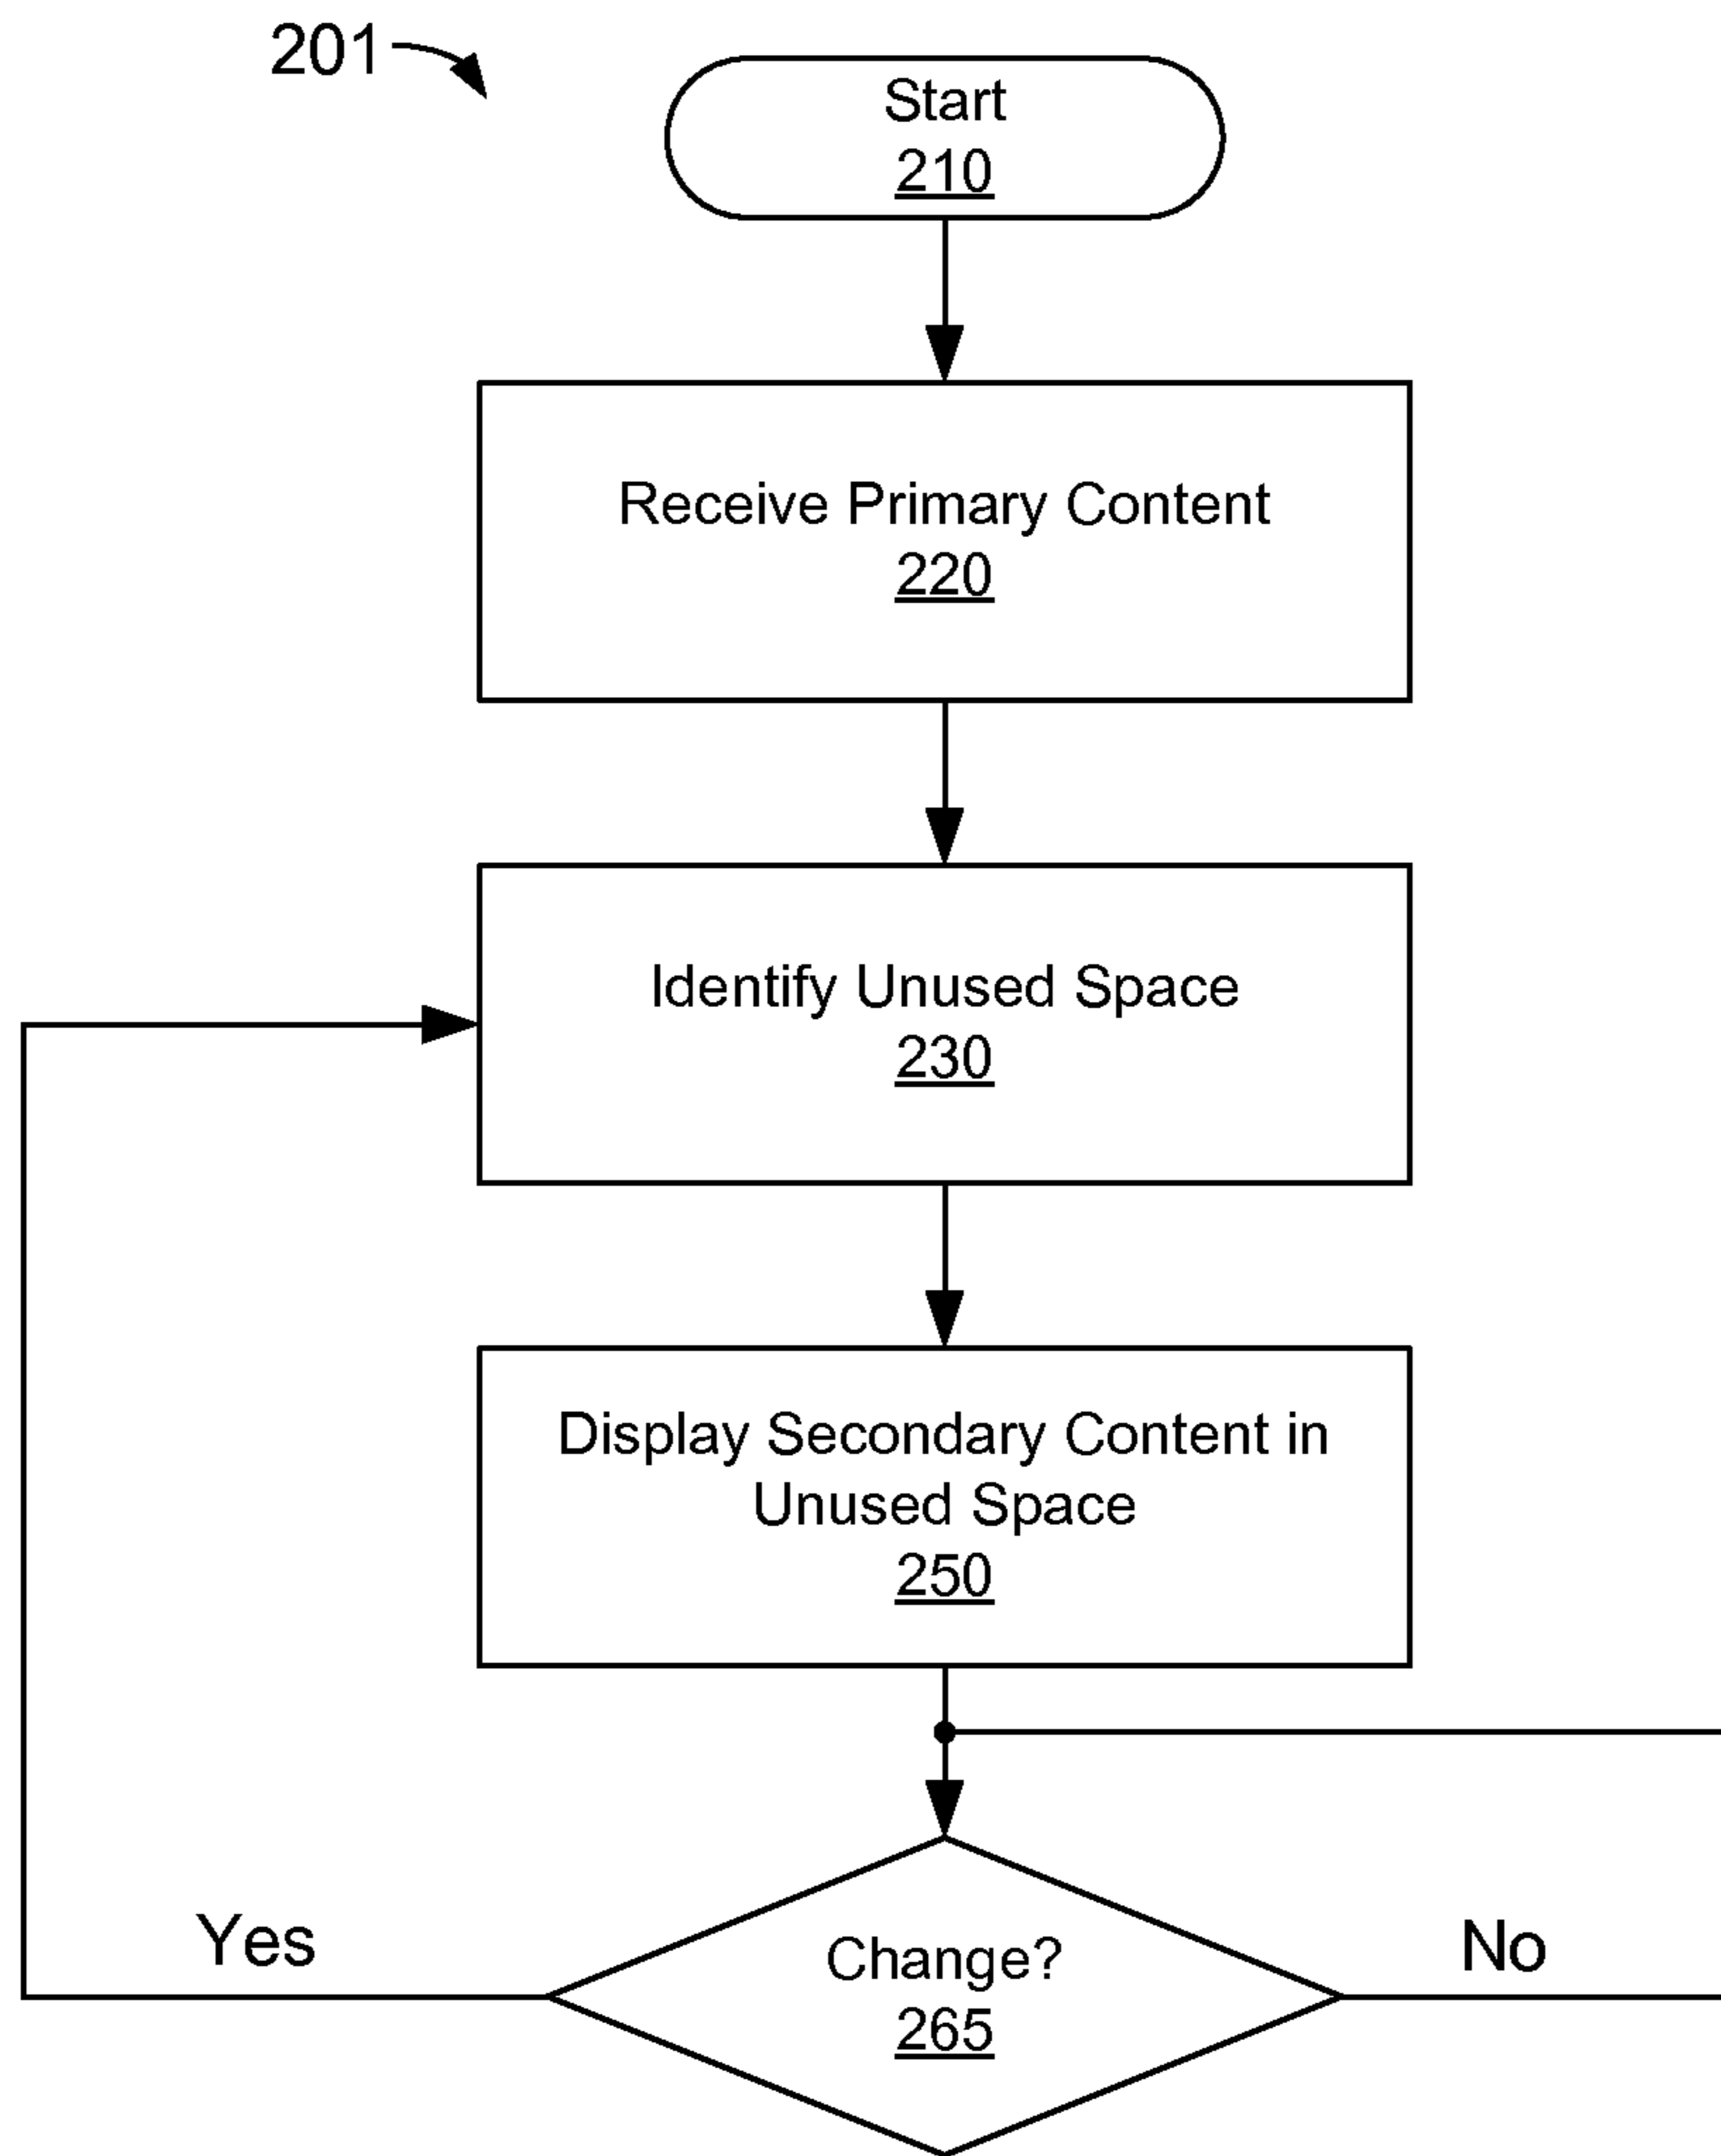 201
Start
210
Receive Primary Content
220
Identify Unused Space
230
Display Secondary Content in
Unused Space
250
Yes
Change?
265
No